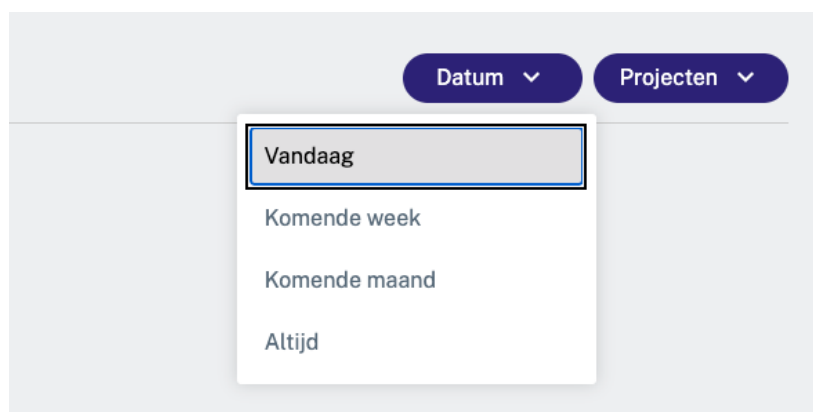 Datum Projecten
Vandaag
Komende week
Komende maand
Altijd